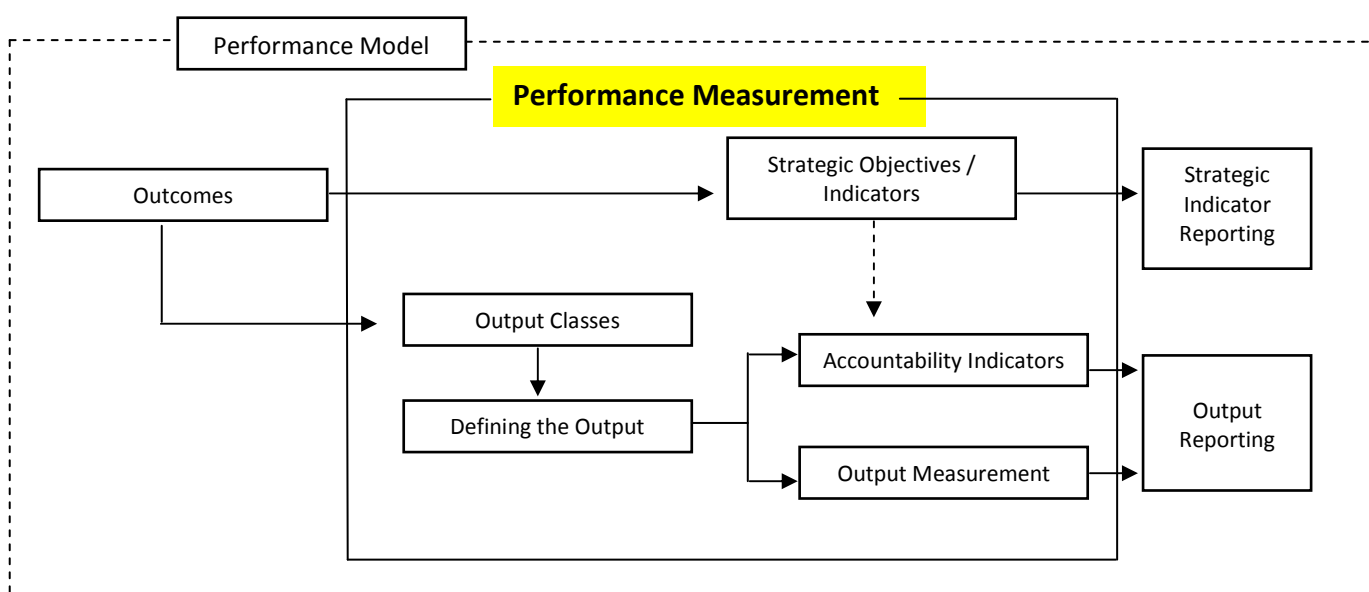 Performance Model
Performance Measurement
Strategic Objectives /
Indicators
Strategic
Indicator
Reporting
Outcomes
Output Classes
Accountability Indicators
Defining the Output
Output
Reporting
Output Measurement